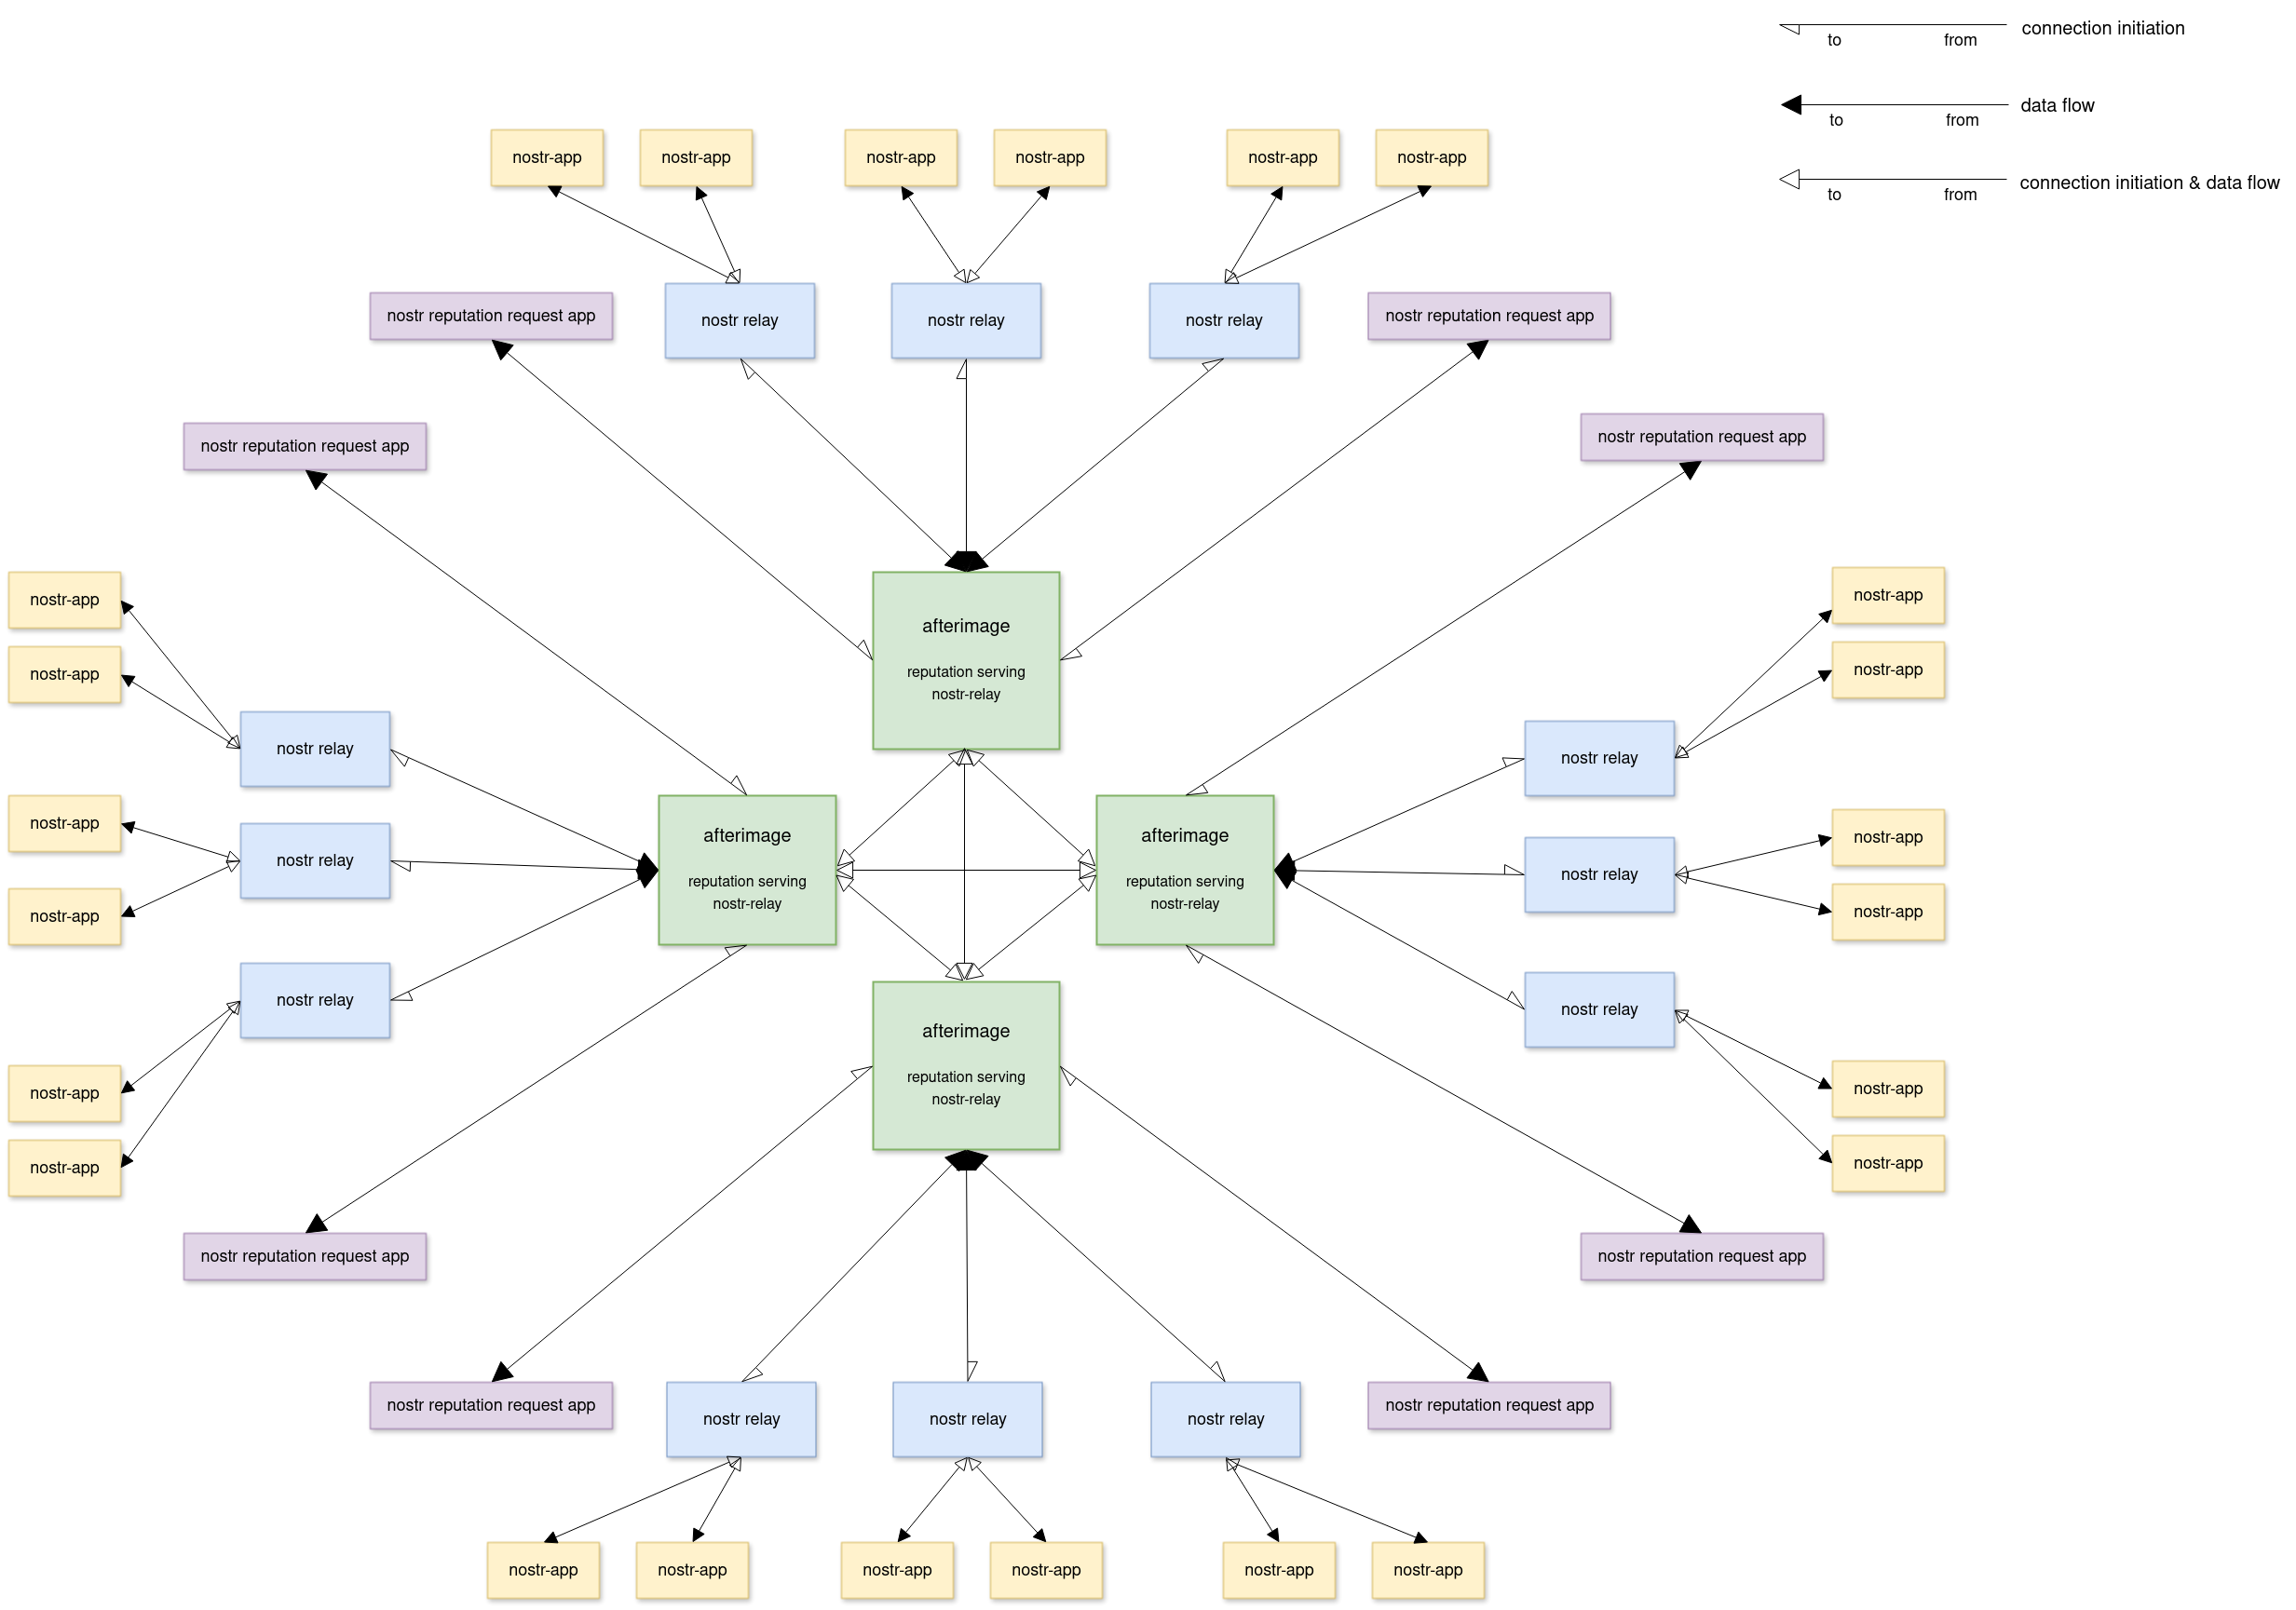 connection initiation
to from
data flow
to from
connection initiation & data flow
to from
nostr-app nostr-app nostr-app nostr-app nostr-app nostr-app
nostr relay nostr relay nostr relay
nostr reputation request app nostr reputation request app
nostr reputation request app nostr reputation request app
afterimage
reputation serving
nostr-relay
nostr-app
nostr-app
nostr relay
nostr-app
nostr relay
nostr-app
nostr relay
nostr-app
nostr-app
afterimage
reputation serving
nostr-relay
afterimage
reputation serving
nostr-relay
nostr-app
nostr-app
nostr relay
nostr-app
nostr relay
nostr-app
nostr relay
nostr-app
nostr-app
afterimage
reputation serving
nostr-relay
nostr reputation request app nostr reputation request app
nostr reputation request app nostr reputation request app
nostr relay nostr relay nostr relay
nostr-app nostr-app nostr-app nostr-app nostr-app nostr-app